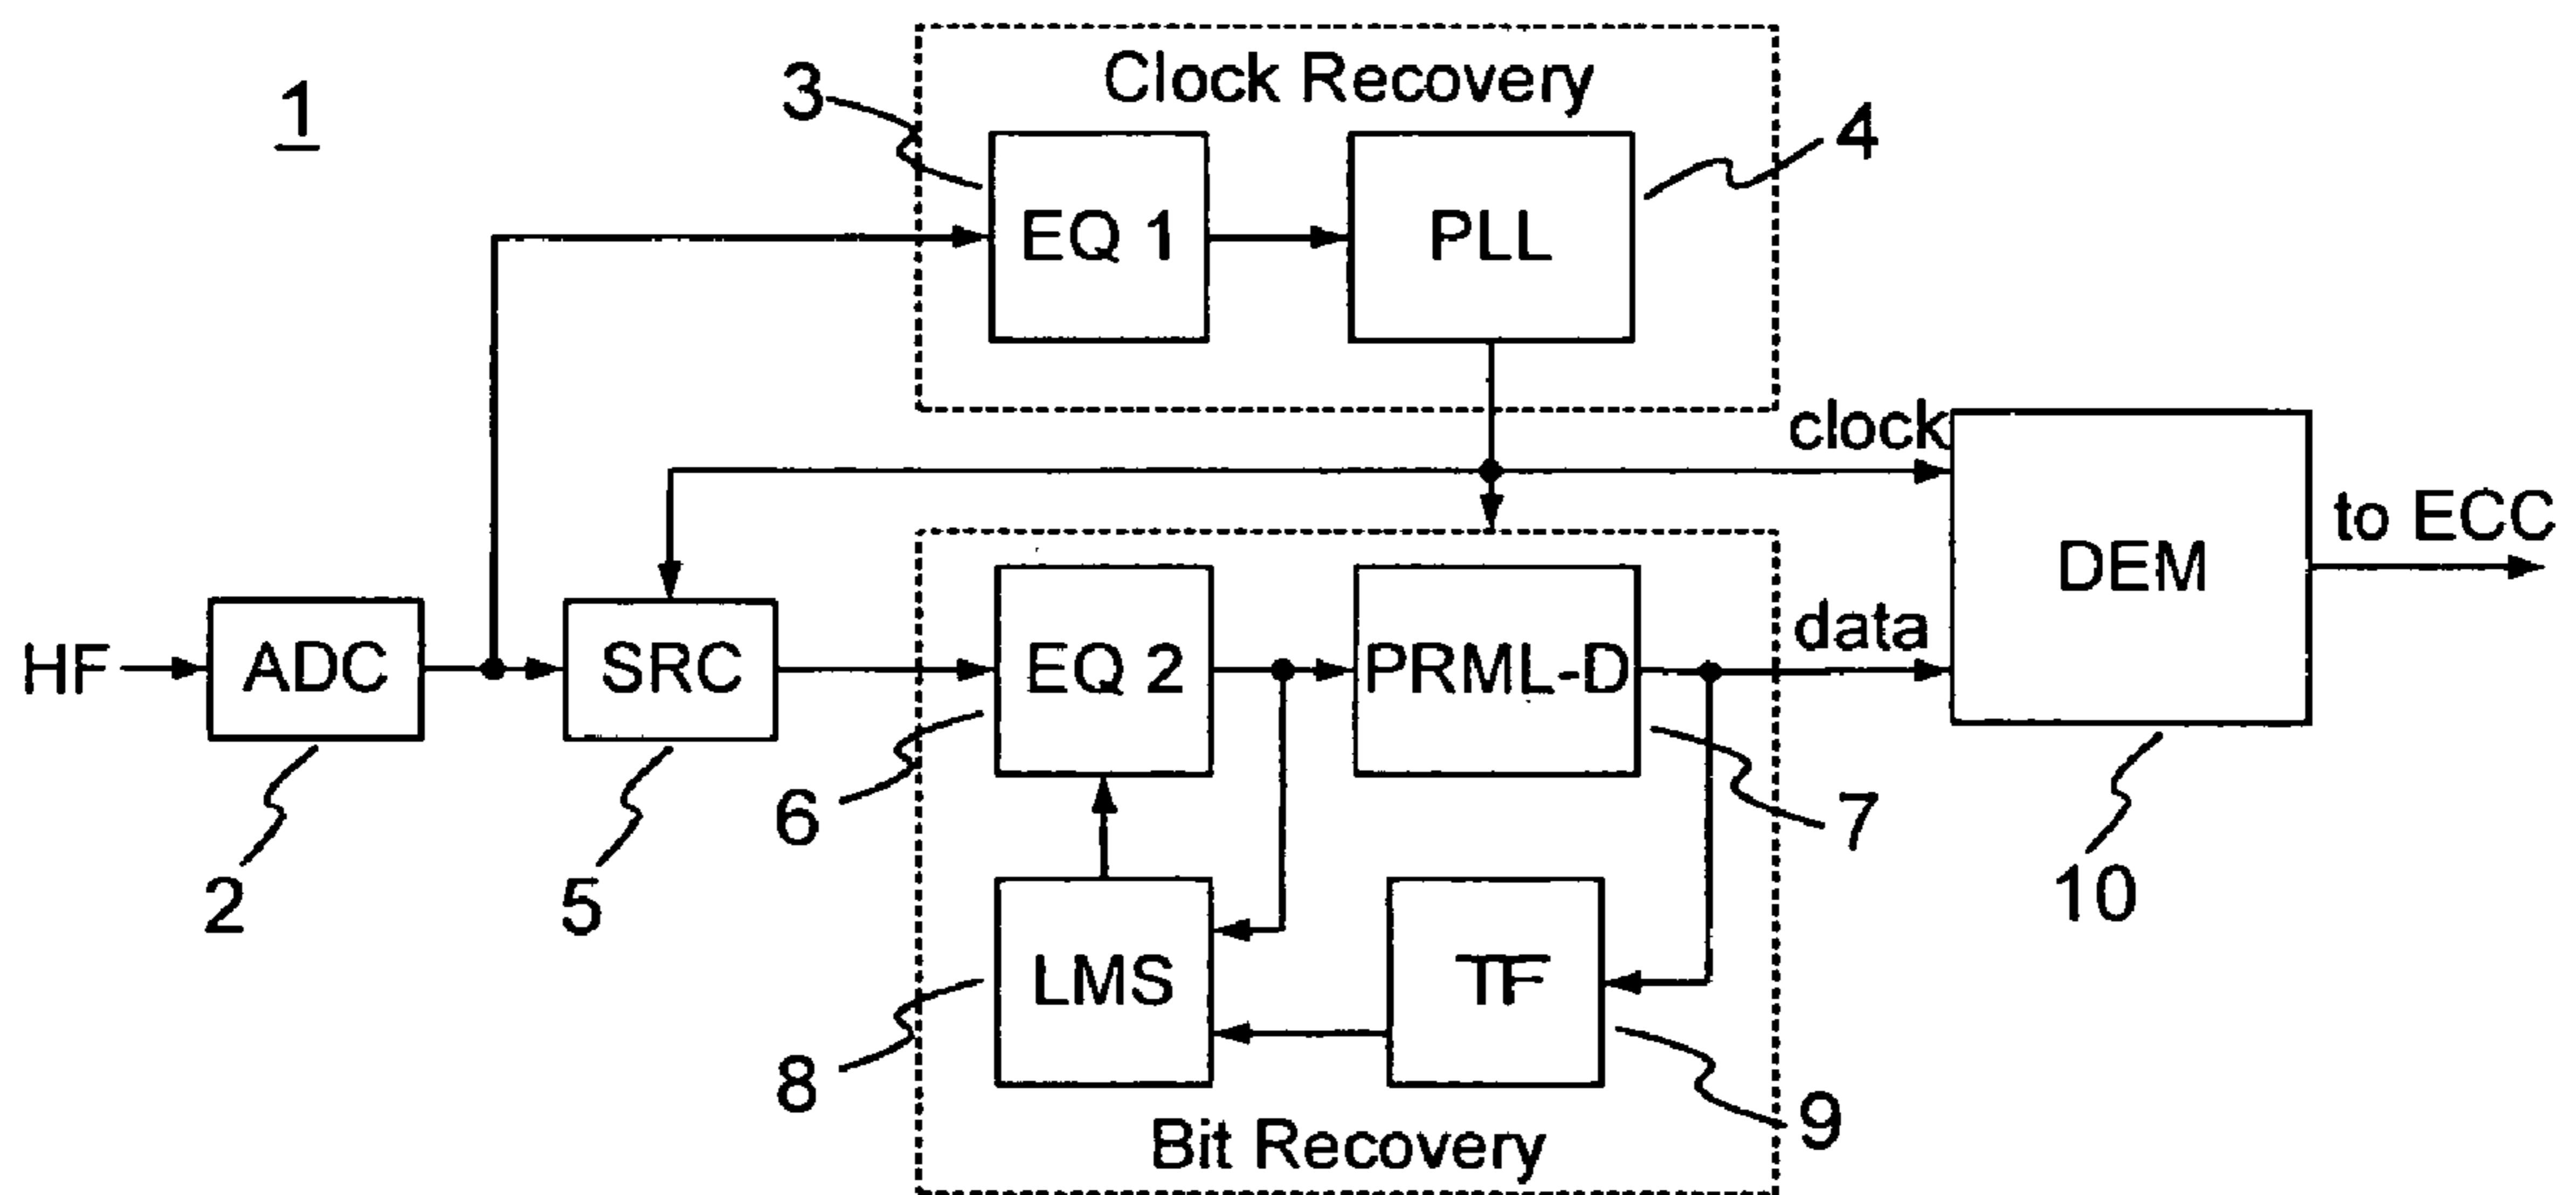 1
Clock Recovery
3
4
EQ 1
PLL
clock
DEM
to ECC
HF
ADC
SRC
EQ 2
PRML-D
data
2
5
6
7
10
LMS
TF
8
9
Bit Recovery